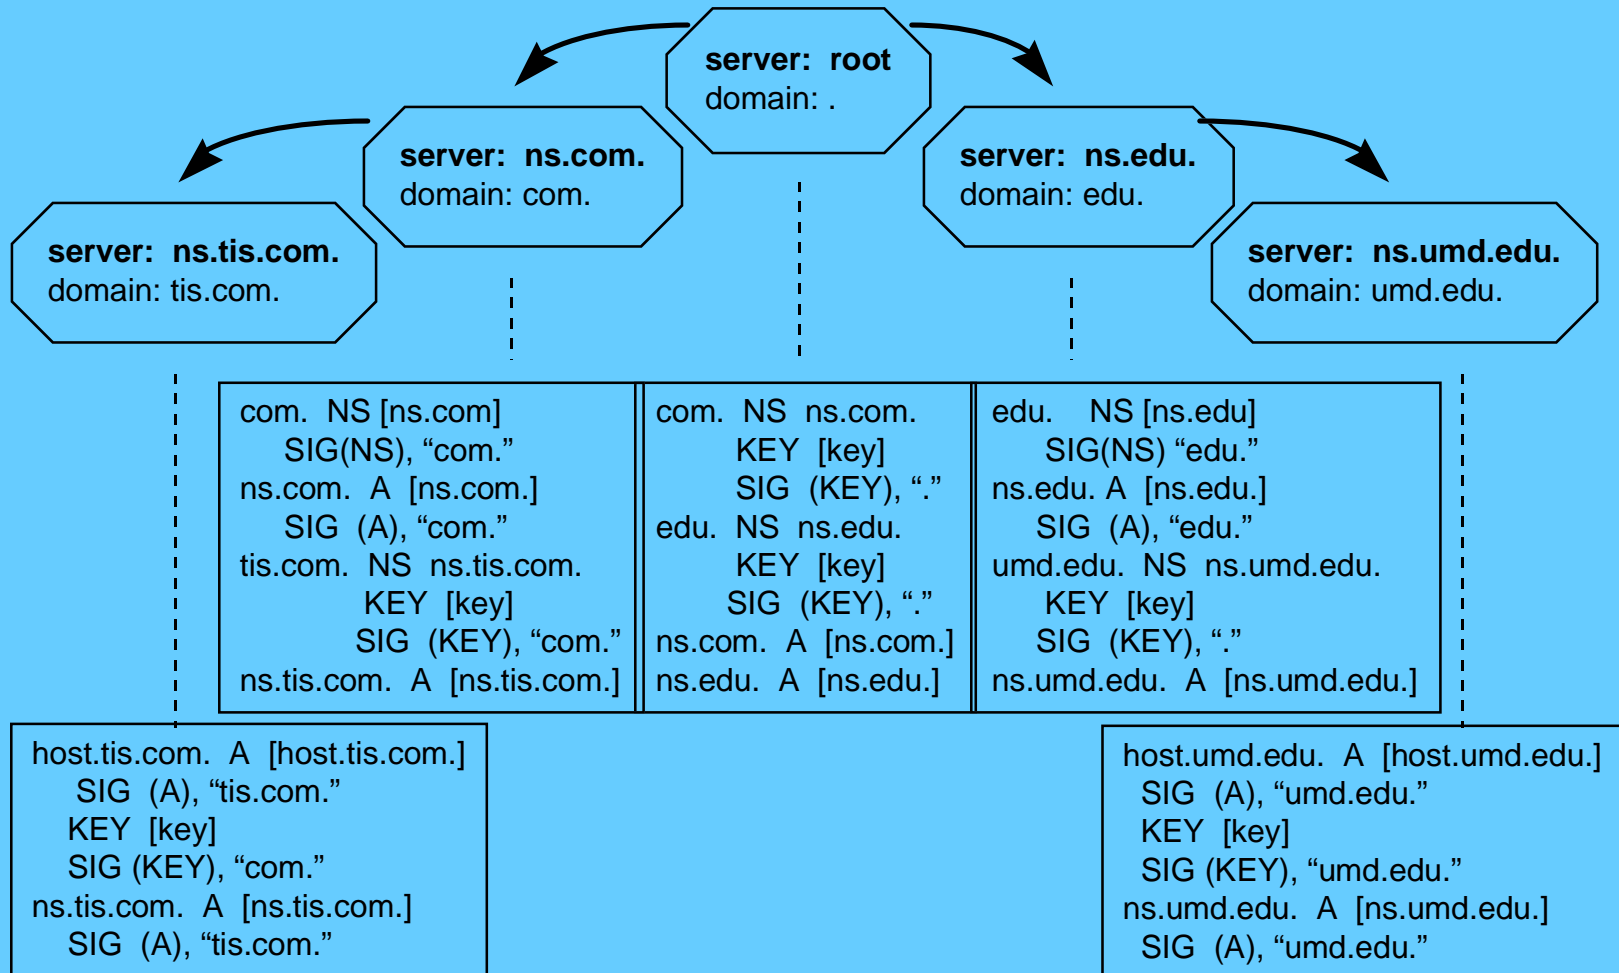 server: root
domain: .
server: ns.com.
domain: com.
server: ns.edu.
domain: edu.
server: ns.tis.com.
domain: tis.com.
server: ns.umd.edu.
domain: umd.edu.
com. NS [ns.com]
SIG(NS), “com.”
ns.com. A [ns.com.]
SIG (A), “com.”
tis.com. NS ns.tis.com.
KEY [key]
SIG (KEY), “com.”
ns.tis.com. A [ns.tis.com.]
com. NS ns.com.
KEY [key]
SIG (KEY), “.”
edu. NS ns.edu.
KEY [key]
SIG (KEY), “.”
ns.com. A [ns.com.]
ns.edu. A [ns.edu.]
edu. NS [ns.edu]
SIG(NS) “edu.”
ns.edu. A [ns.edu.]
SIG (A), “edu.”
umd.edu. NS ns.umd.edu.
KEY [key]
SIG (KEY), “.”
ns.umd.edu. A [ns.umd.edu.]
host.tis.com. A [host.tis.com.]
SIG (A), “tis.com.”
KEY [key]
SIG (KEY), “com.”
ns.tis.com. A [ns.tis.com.]
SIG (A), “tis.com.”
host.umd.edu. A [host.umd.edu.]
SIG (A), “umd.edu.”
KEY [key]
SIG (KEY), “umd.edu.”
ns.umd.edu. A [ns.umd.edu.]
SIG (A), “umd.edu.”